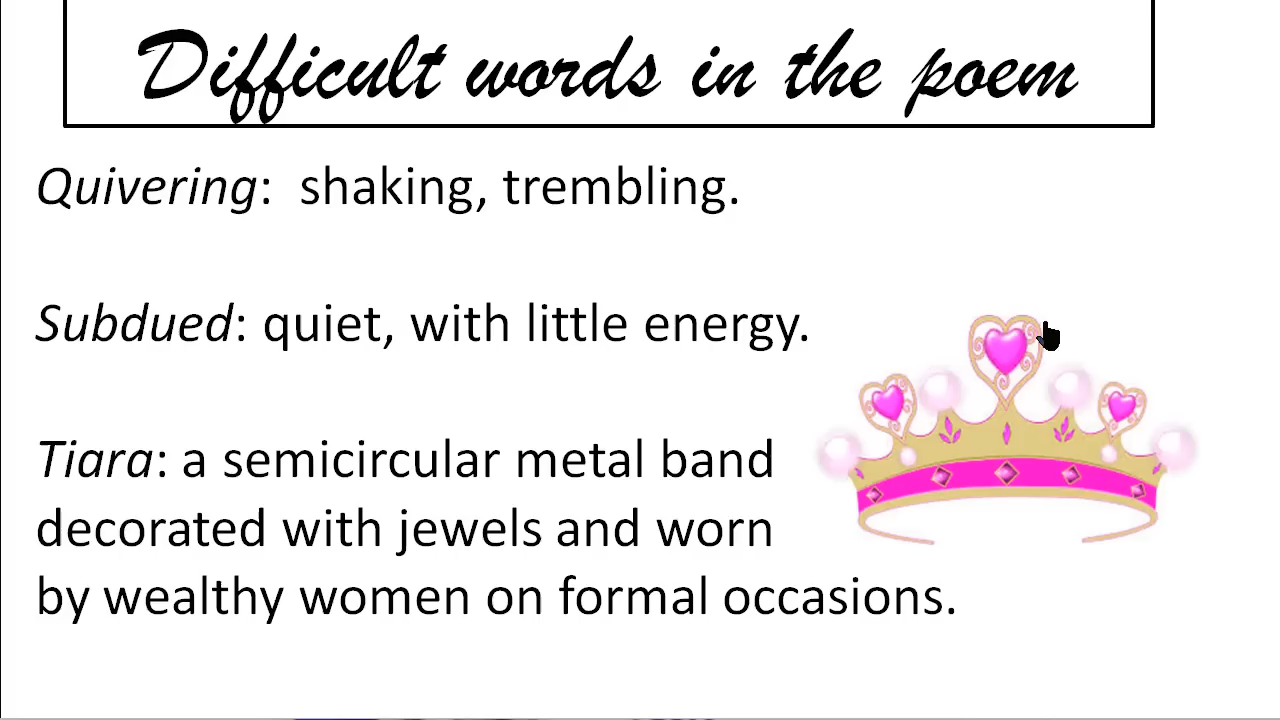 Difficult words in the poem
Quivering: shaking, trembling.
Subdued: quiet, with little energy.
Tiara: a semicircular metal band
decorated with jewels and worn
by wealthy women on formal occasions.